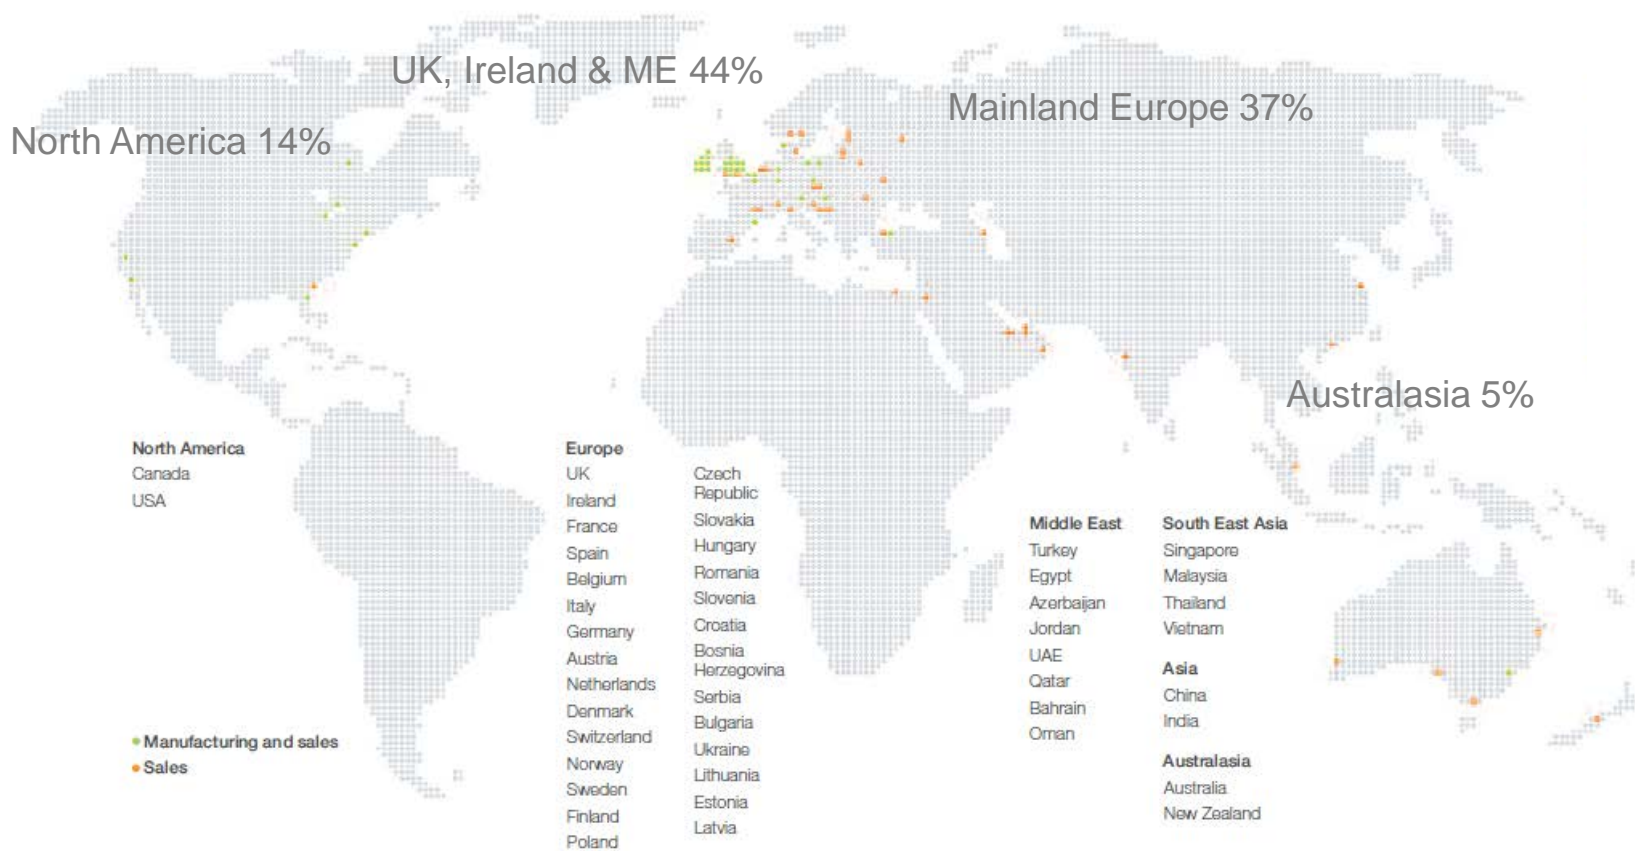 UK, Ireland & ME 44%
Mainland Europe 37%
North America 14%
Australasia 5%
North America
Canada
USA
Europe
UK
Ireland
France
Spain
Belgium
Italy
Germany
Austria
Netherlands
Denmark
Switzerland
Norway
Sweden
Finland
Poland
Czech
Republic
Slovakia
Hungary
Romania
Slovenia
Croatia
Bosnia
Herzegovina
Serbia
Bulgaria
Ukraine
Lithuania
Estonia
Latvia
Middle East
Turkey
Egypt
Azerbaijan
Jordan
UAE
Qatar
Bahrain
Oman
South East Asia
Singapore
Malaysia
Thailand
Vietnam
Asia
China
India
Australasia
Australia
New Zealand
Manufacturing and sales
Sales